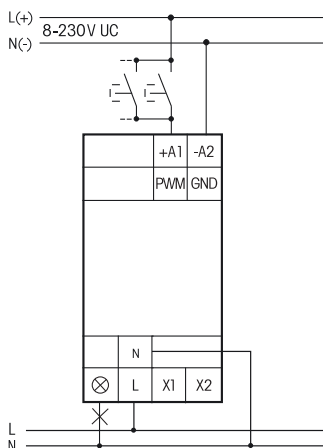 L(+)
8-230V UC
N(-)
+A1 -A2
PWM GND
N
L X1 X2
L
N